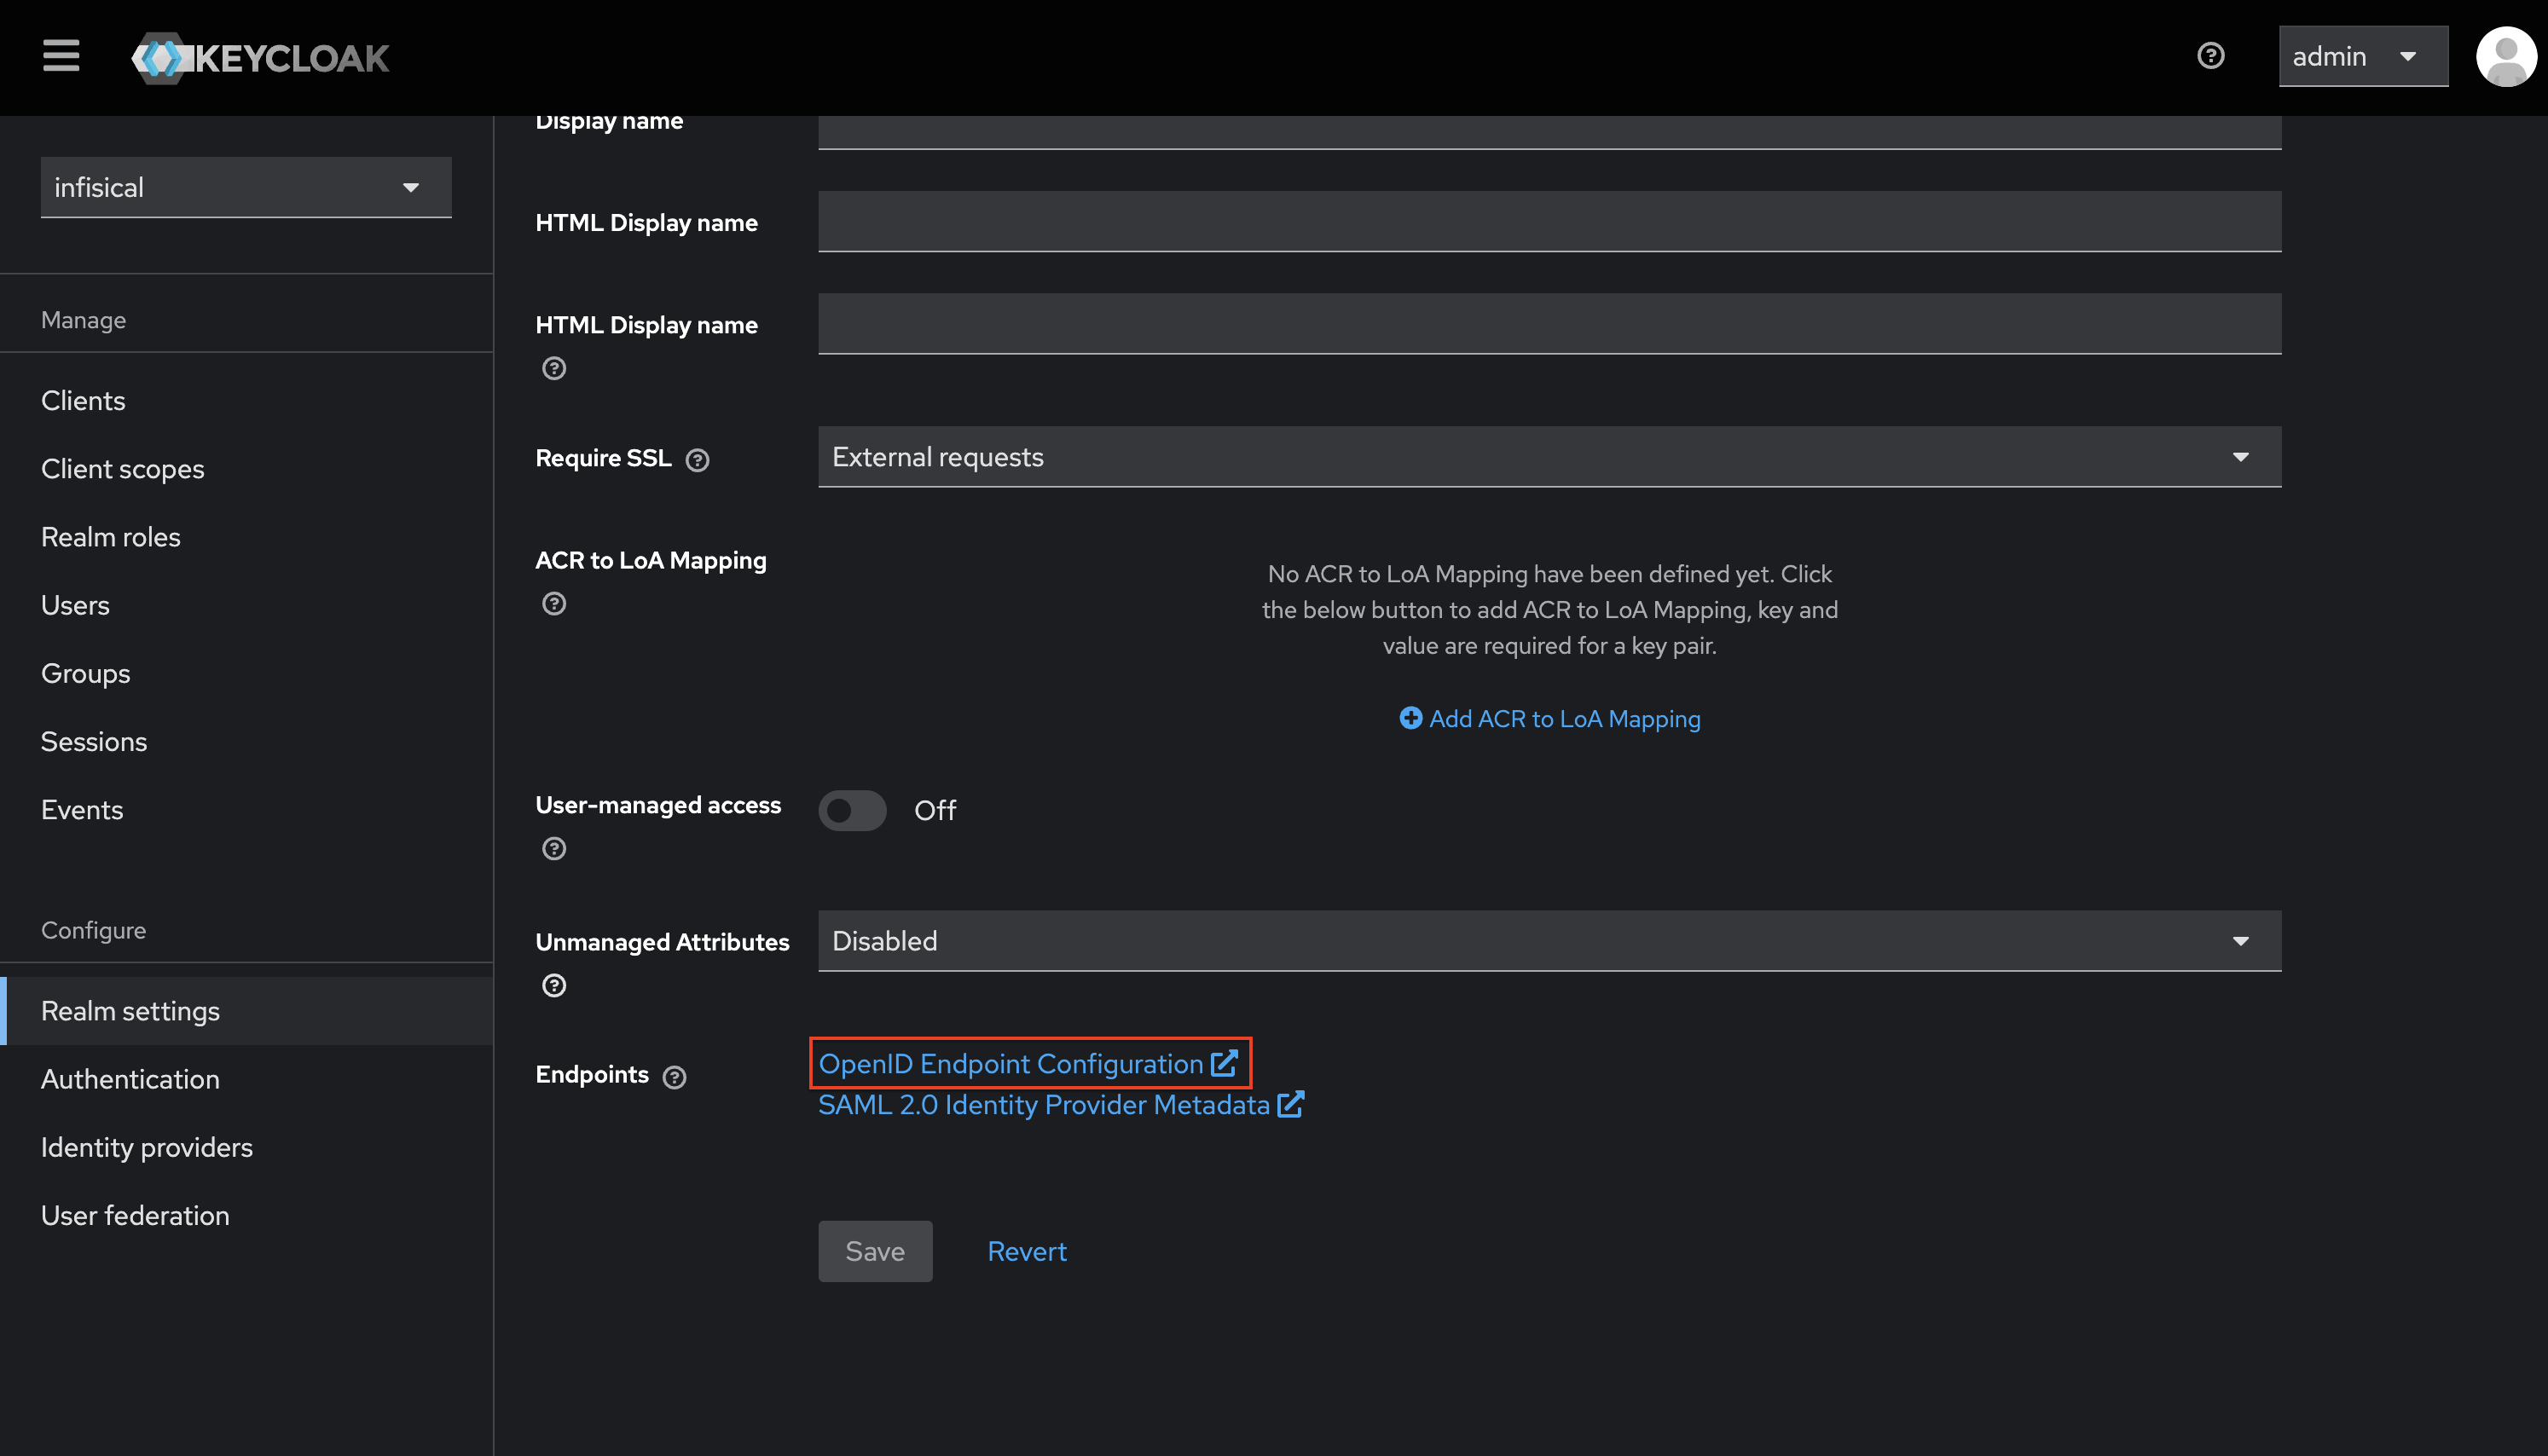 KEYCLOAK
admin
infisical
Manage
Clients
Client scopes
Realm roles
Users
Groups
Sessions
Events
Configure
Realm settings
Authentication
Identity providers
User federation
Display name
HTML Display name
HTML Display name
Require SSL
External requests
ACR to LoA Mapping
No ACR to LoA Mapping have been defined yet. Click
the below button to add ACR to LoA Mapping, key and
value are required for a key pair.
Add ACR to LoA Mapping
User-managed access
Off
Unmanaged Attributes
Disabled
Endpoints
OpenID Endpoint Configuration
SAML 2.0 Identity Provider Metadata
Save
Revert